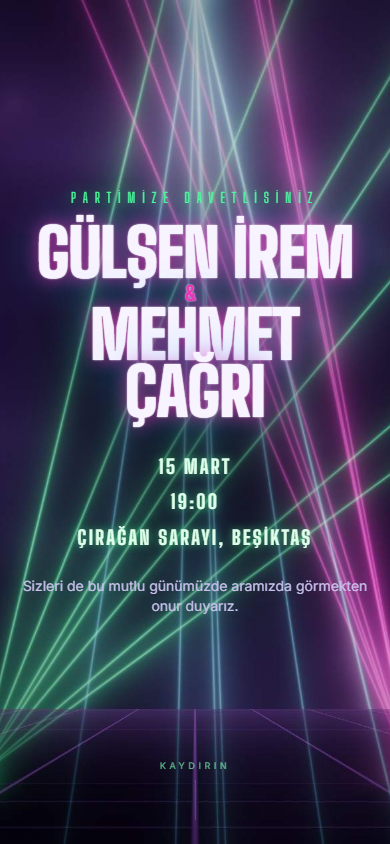 PARTİMİZE DAVETLİSİNİZ
GÜLŞEN İREM
&
MEHMET
ÇAĞRI
15 MART
19:00
ÇIRAĞAN SARAYI, BEŞİKTAŞ
Sizleri de bu mutlu günümüzde aramızda görmekten
onur duyarız.
KAYDIRIN